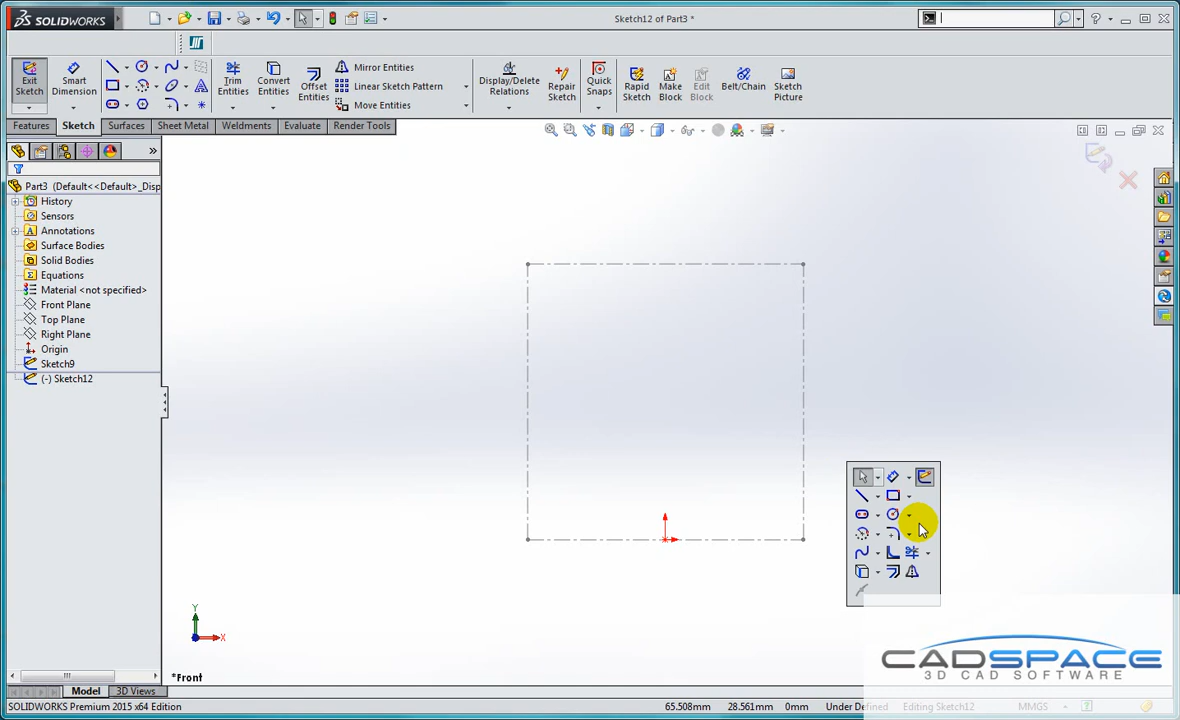 SOLIDWORKS
Sketch12 of Part3 *
Exit Sketch
Smart Dimension
Trim Entities
Convert Entities
Offset Entities
Mirror Entities
Linear Sketch Pattern
Move Entities
Display/Delete Relations
Repair Sketch
Quick Snaps
Rapid Sketch
Make Block
Edit Block
Belt/Chain
Sketch Picture
Features
Sketch
Surfaces
Sheet Metal
Weldments
Evaluate
Render Tools
Part3 (Default<<Default>_Disp
History
Sensors
Annotations
Surface Bodies
Solid Bodies
Equations
Material <not specified>
Front Plane
Top Plane
Right Plane
Origin
Sketch9
(-) Sketch12
Y
X
*Front
CADSPACE
3D CAD SOFTWARE
Model
3D Views
SOLIDWORKS Premium 2015 x64 Edition
65.508mm
28.561mm
0mm
Under Defined
Editing Sketch12
MMGS